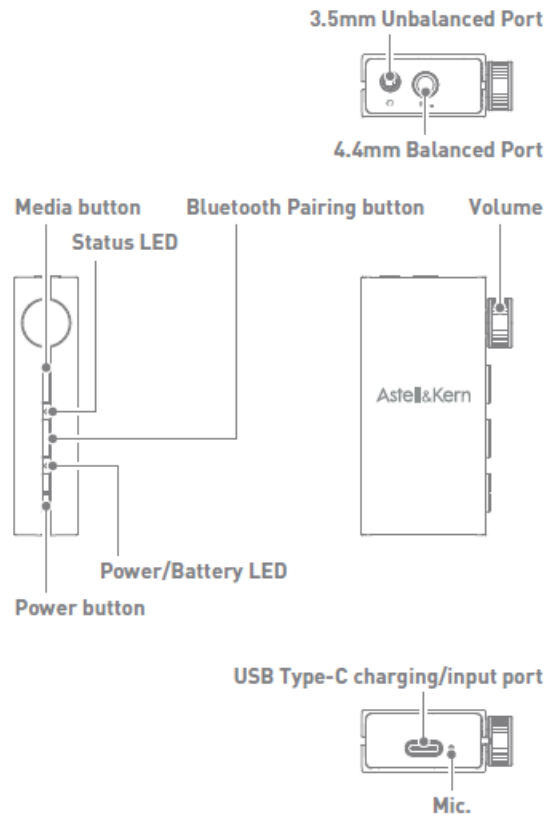 3.5mm Unbalanced Port
4.4mm Balanced Port
Media button
Bluetooth Pairing button
Volume
Status LED
Astell&Kern
Power/Battery LED
Power button
USB Type-C charging/input port
Mic.